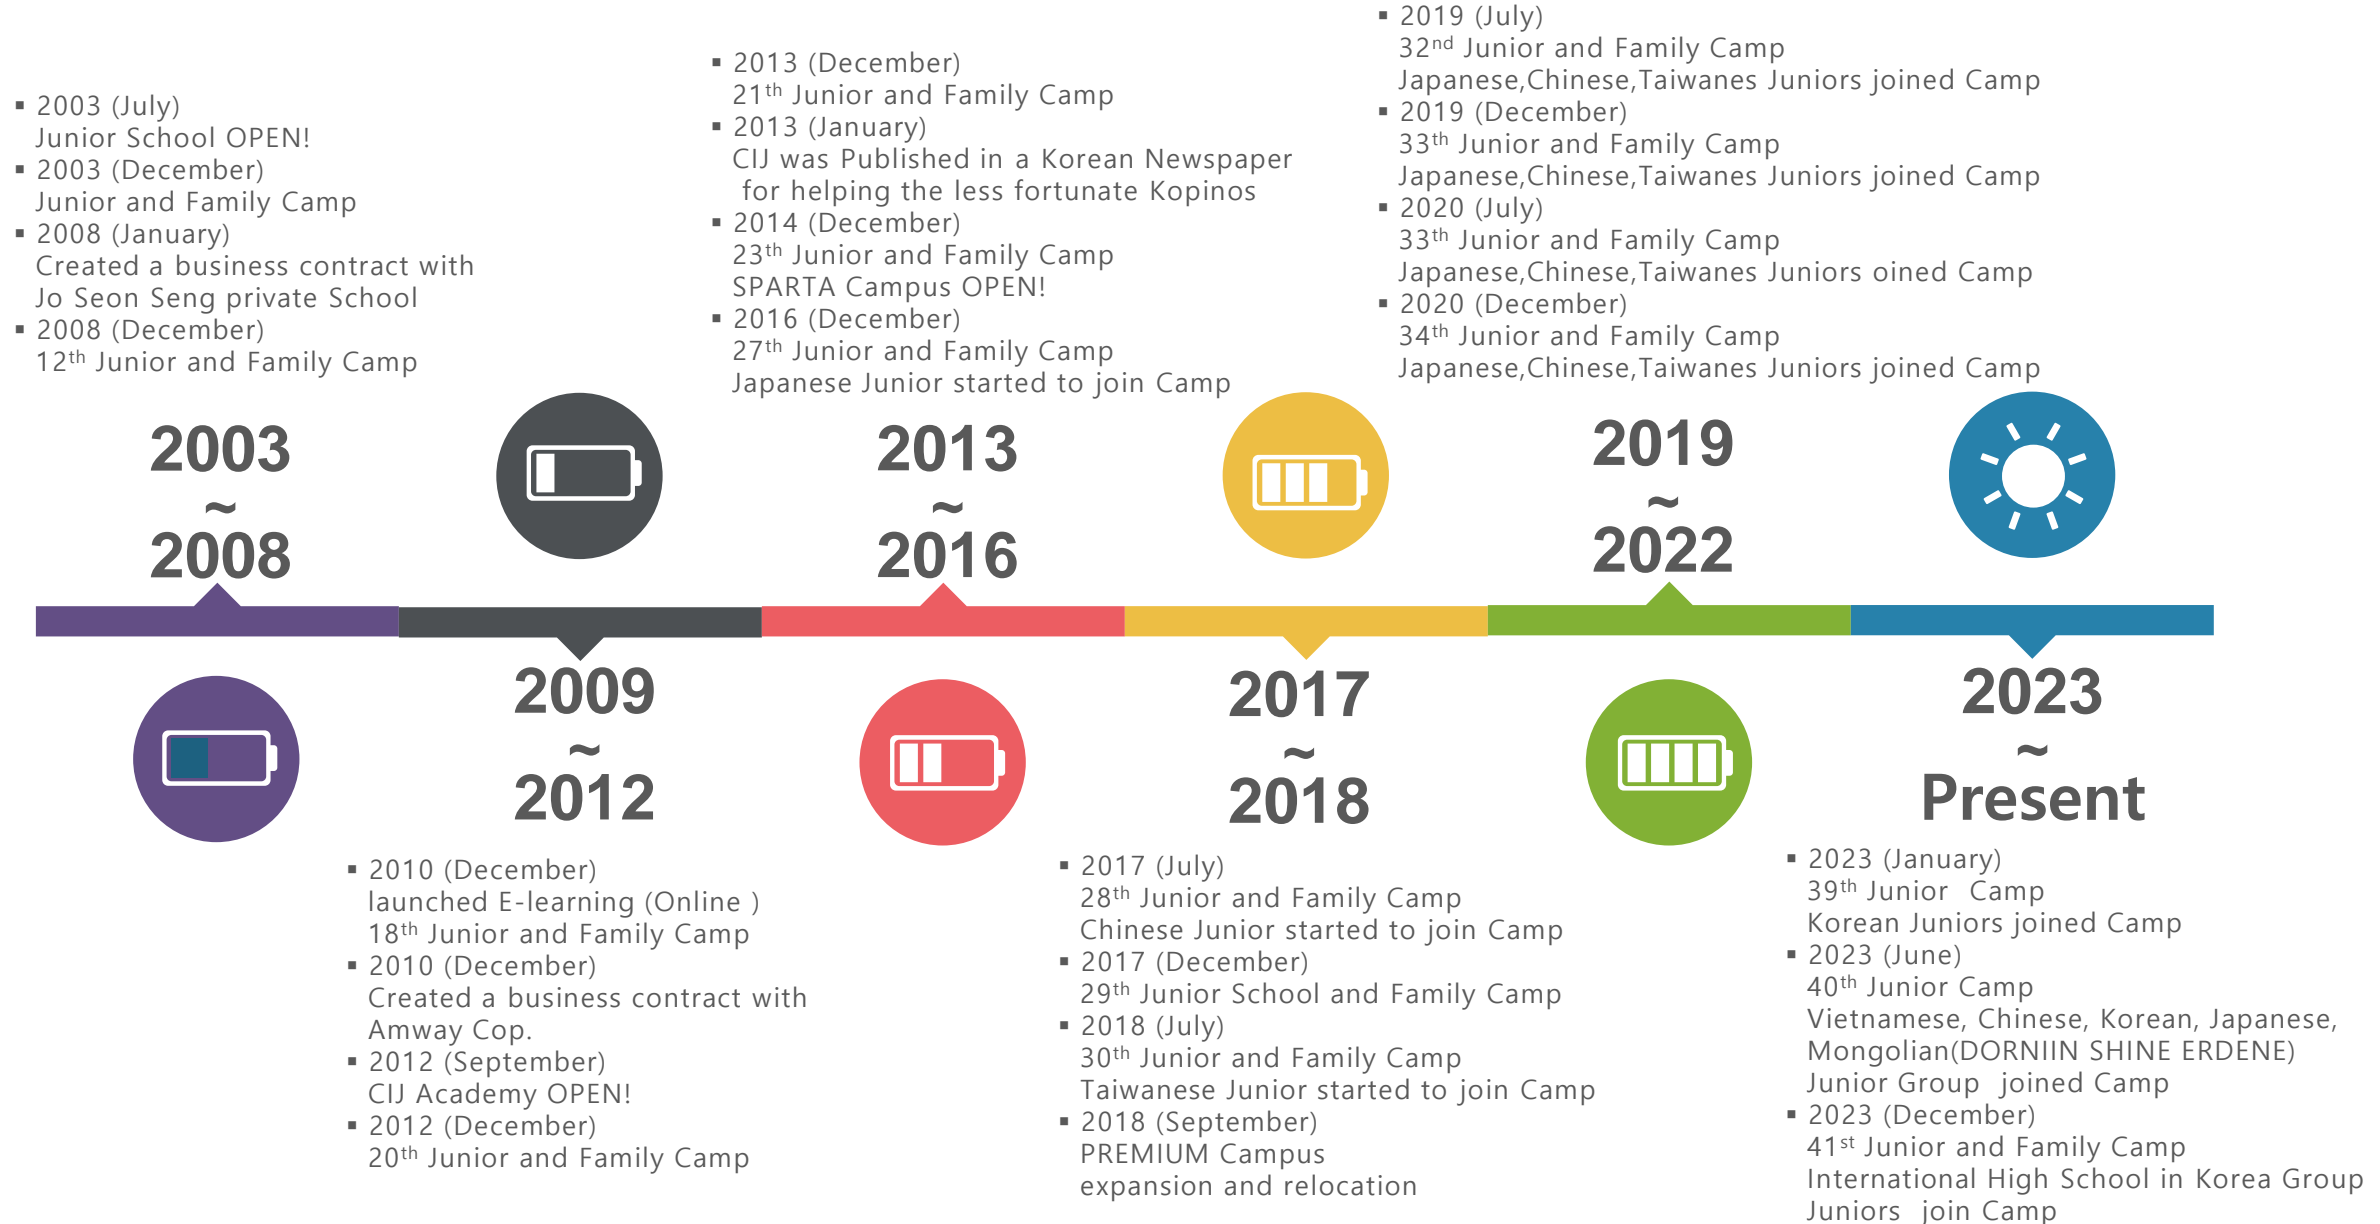 ▪ 2003 (July)
Junior School OPEN!
▪ 2003 (December)
Junior and Family Camp
▪ 2008 (January)
Created a business contract with
Jo Seon Seng private School
▪ 2008 (December)
12th Junior and Family Camp
2003
~
2008
2009
~
2012
▪ 2010 (December)
launched E-learning (Online )
18th Junior and Family Camp
▪ 2010 (December)
Created a business contract with
Amway Cop.
▪ 2012 (September)
CIJ Academy OPEN!
▪ 2012 (December)
20th Junior and Family Camp
▪ 2013 (December)
21th Junior and Family Camp
▪ 2013 (January)
CIJ was Published in a Korean Newspaper
for helping the less fortunate Kopinos
▪ 2014 (December)
23th Junior and Family Camp
SPARTA Campus OPEN!
▪ 2016 (December)
27th Junior and Family Camp
Japanese Junior started to join Camp
2013
~
2016
2017
~
2018
▪ 2017 (July)
28th Junior and Family Camp
Chinese Junior started to join Camp
▪ 2017 (December)
29th Junior School and Family Camp
▪ 2018 (July)
30th Junior and Family Camp
Taiwanese Junior started to join Camp
▪ 2018 (September)
PREMIUM Campus
expansion and relocation
▪ 2019 (July)
32nd Junior and Family Camp
Japanese,Chinese,Taiwanes Juniors joined Camp
▪ 2019 (December)
33th Junior and Family Camp
Japanese,Chinese,Taiwanes Juniors joined Camp
▪ 2020 (July)
33th Junior and Family Camp
Japanese,Chinese,Taiwanes Juniors oined Camp
▪ 2020 (December)
34th Junior and Family Camp
Japanese,Chinese,Taiwanes Juniors joined Camp
2019
~
2022
2023
~
Present
▪ 2023 (January)
39th Junior  Camp
Korean Juniors joined Camp
▪ 2023 (June)
40th Junior Camp
Vietnamese, Chinese, Korean, Japanese,
Mongolian(DORNIIN SHINE ERDENE)
Junior Group  joined Camp
▪ 2023 (December)
41st Junior and Family Camp
International High School in Korea Group
Juniors  join Camp